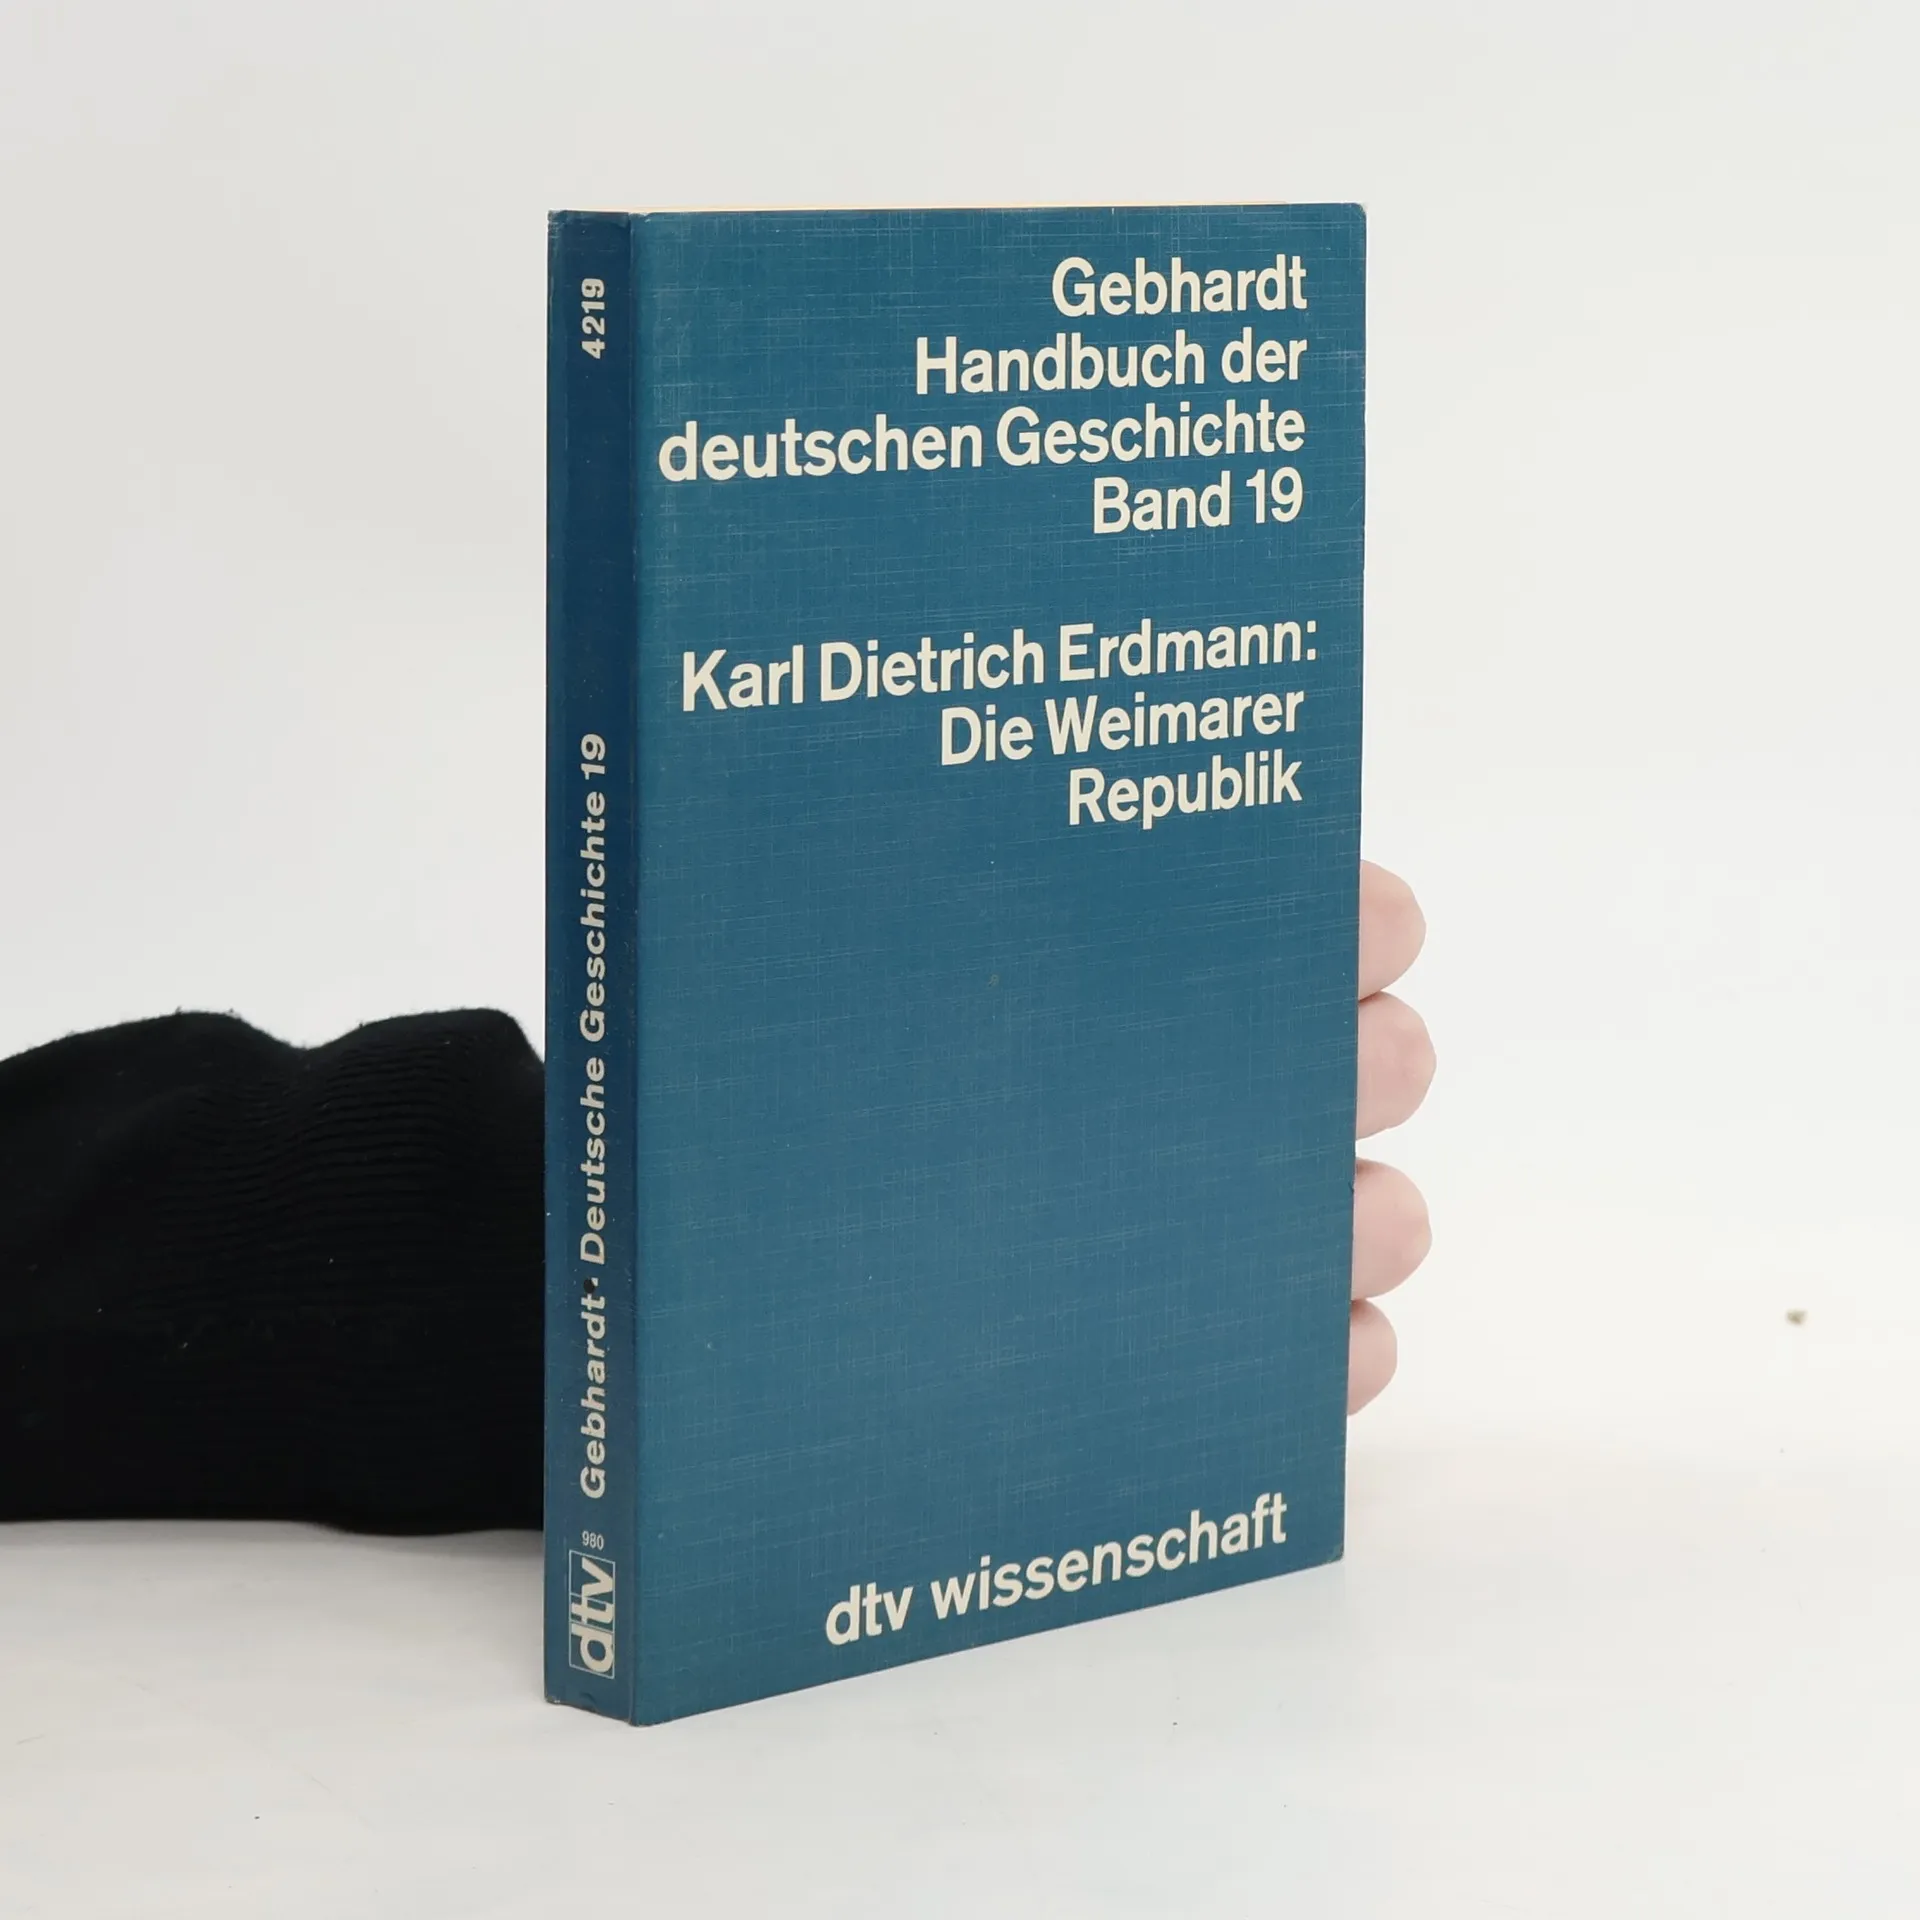 Gebhardt
Handbuch der
deutschen Geschichte
Band 19
Karl Dietrich Erdmann:
Die Weimarer
Republik
dtv wissenschaft
4219
Gebhardt · Deutsche Geschichte 19
980
dtv